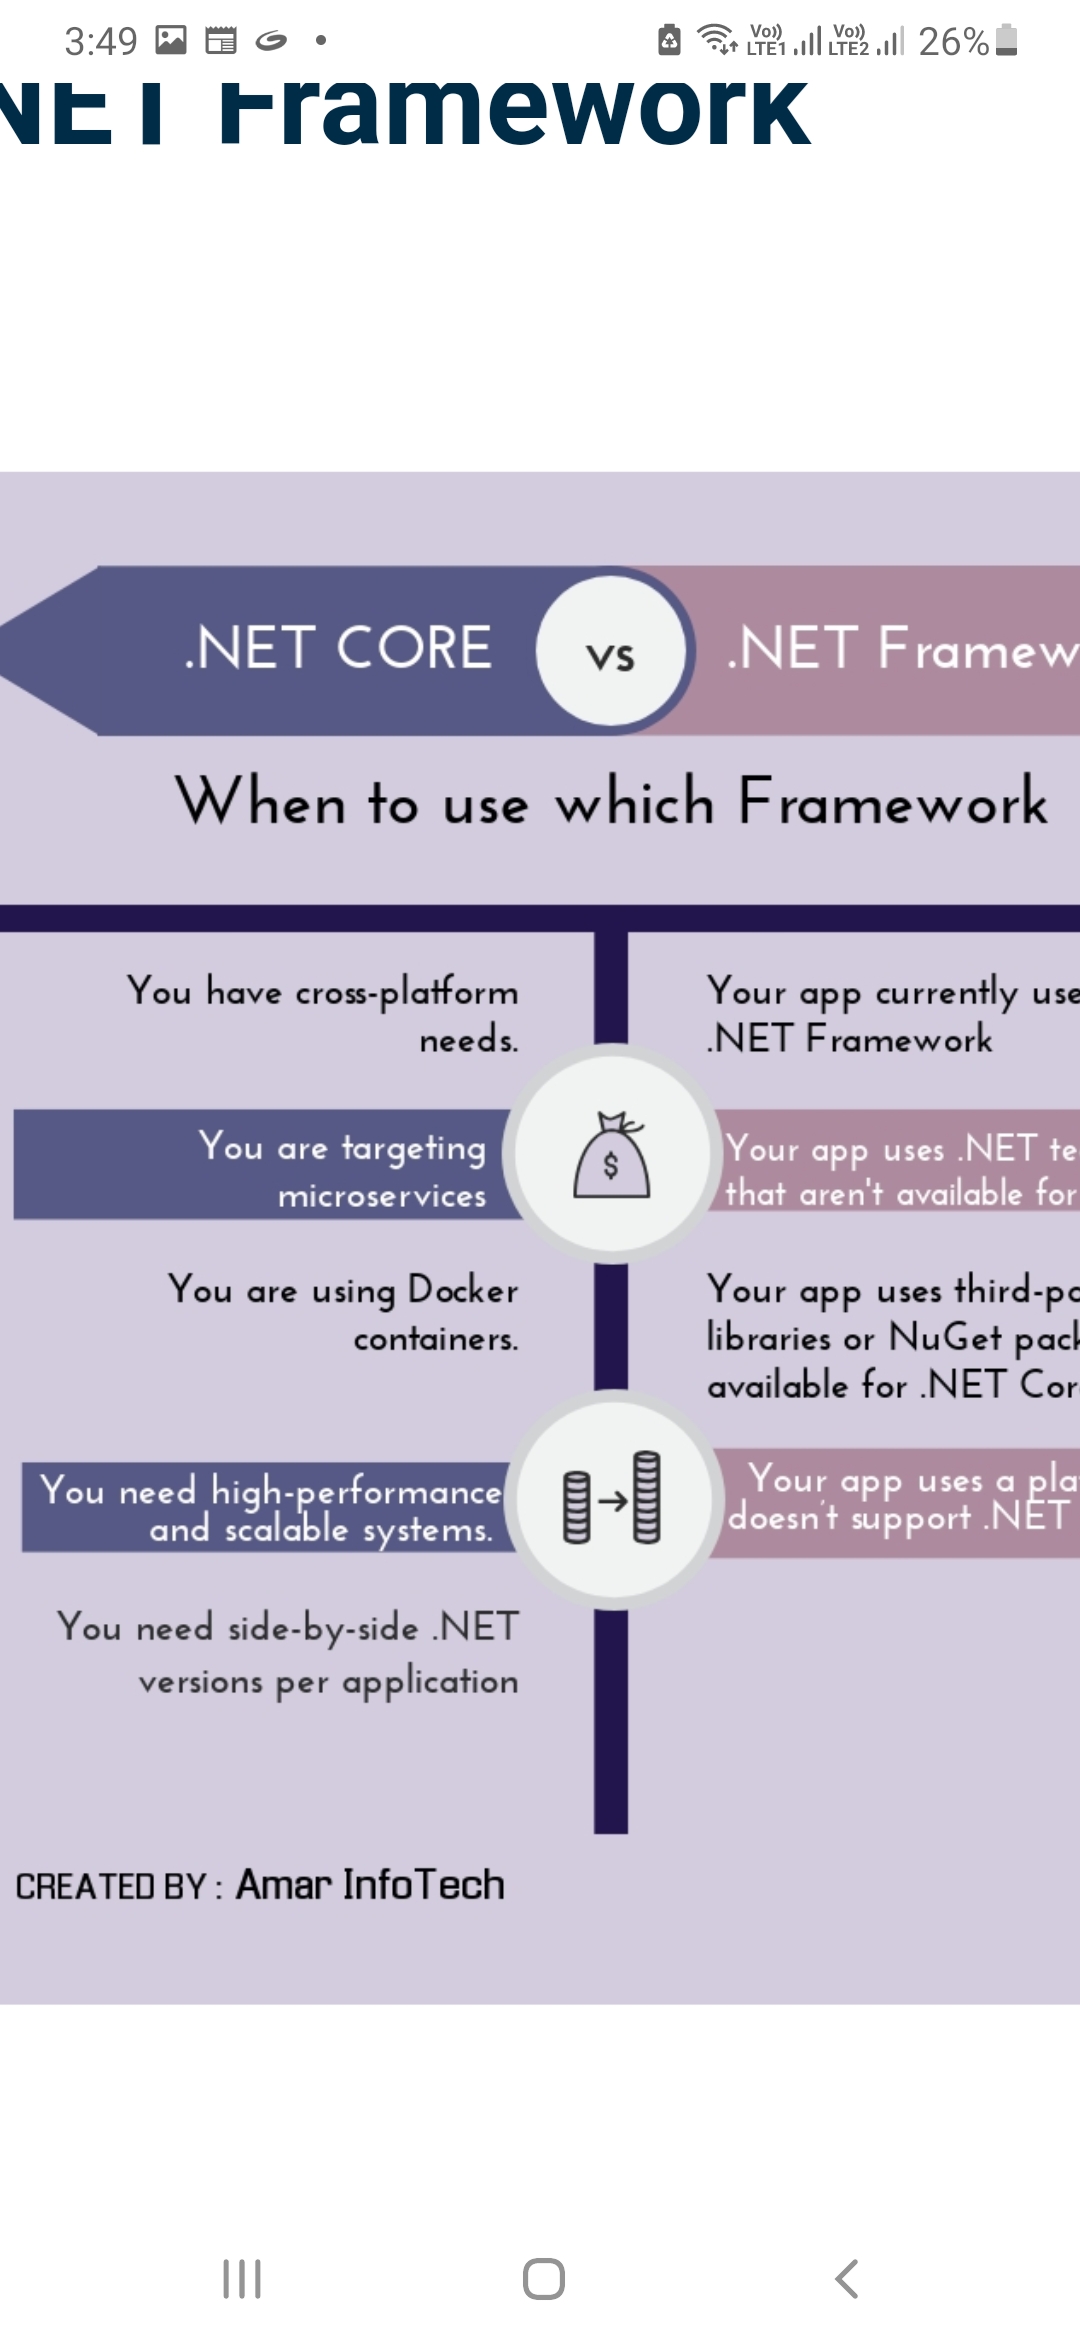 3:49
Vo)) LTE1 Vo)) LTE2 26%
NET Framework
.NET CORE
vs
.NET Framew
When to use which Framework
You have cross-platform
needs.
Your app currently use
.NET Framework
You are targeting
microservices
Your app uses .NET te
that aren't available for
You are using Docker
containers.
Your app uses third-pa
libraries or NuGet pack
available for .NET Cor
$
You need high-performance
and scalable systems.
Your app uses a pla
doesn't support .NET
You need side-by-side .NET
versions per application
CREATED BY : Amar InfoTech